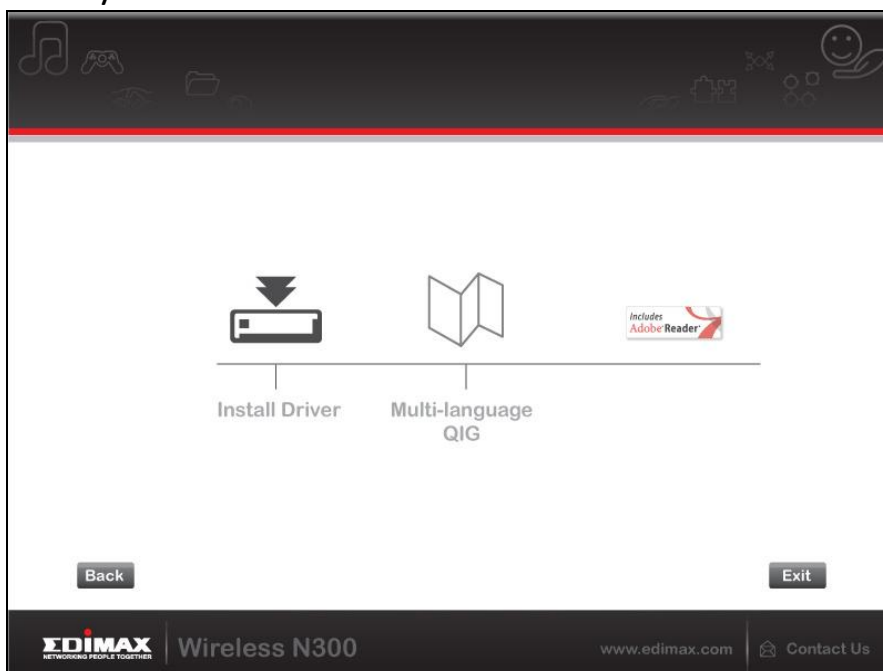 Includes
Adobe Reader
Install Driver
Multi-language
QIG
Back
Exit
EDIMAX
NETWORKING PEOPLE TOGETHER
Wireless N300
www.edimax.com
Contact Us